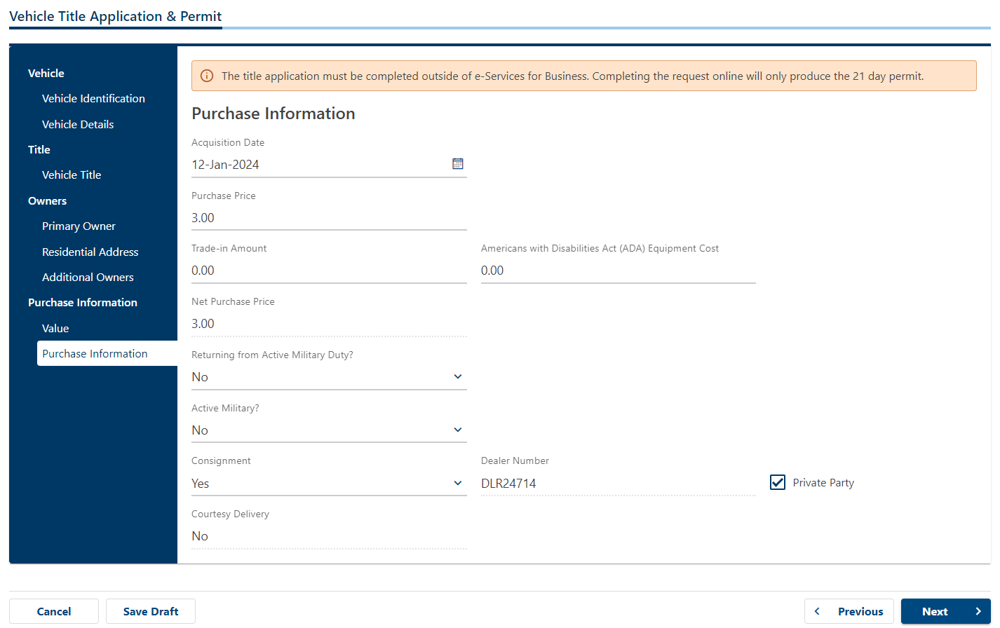 Vehicle Title Application & Permit
Vehicle
Vehicle Identification
Vehicle Details
Title
Vehicle Title
Owners
Primary Owner
Residential Address
Additional Owners
Purchase Information
Value
Purchase Information
The title application must be completed outside of e-Services for Business. Completing the request online will only produce the 21 day permit.
Purchase Information
Acquisition Date
12-Jan-2024
Purchase Price
3.00
Trade-in Amount
Americans with Disabilities Act (ADA) Equipment Cost
0.00
0.00
Net Purchase Price
3.00
Returning from Active Military Duty?
No
Active Military?
No
Consignment
Dealer Number
Yes
DLR24714
Private Party
Courtesy Delivery
No
Cancel
Save Draft
Previous
Next